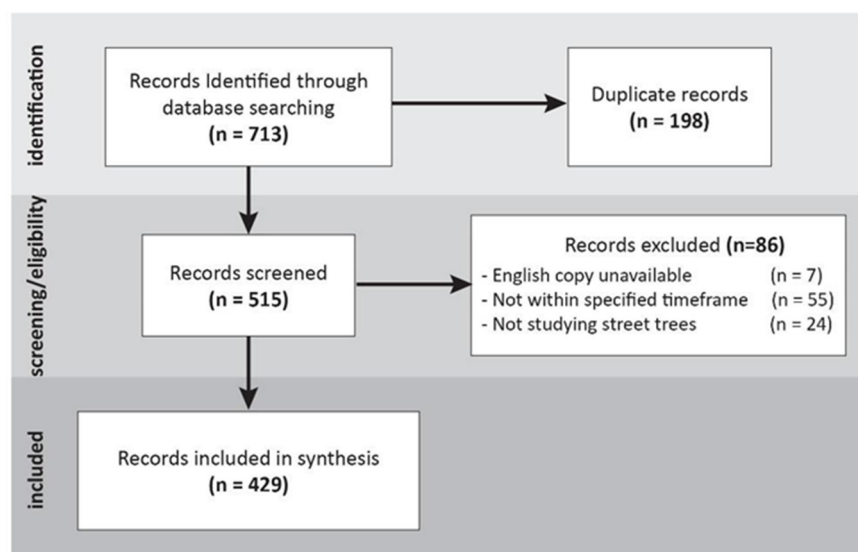 identification
Records Identified through
database searching
(n = 713)
Duplicate records
(n = 198)
screening/eligibility
Records screened
(n = 515)
Records excluded (n=86)
- English copy unavailable (n = 7)
- Not within specified timeframe (n = 55)
- Not studying street trees (n = 24)
included
Records included in synthesis
(n = 429)